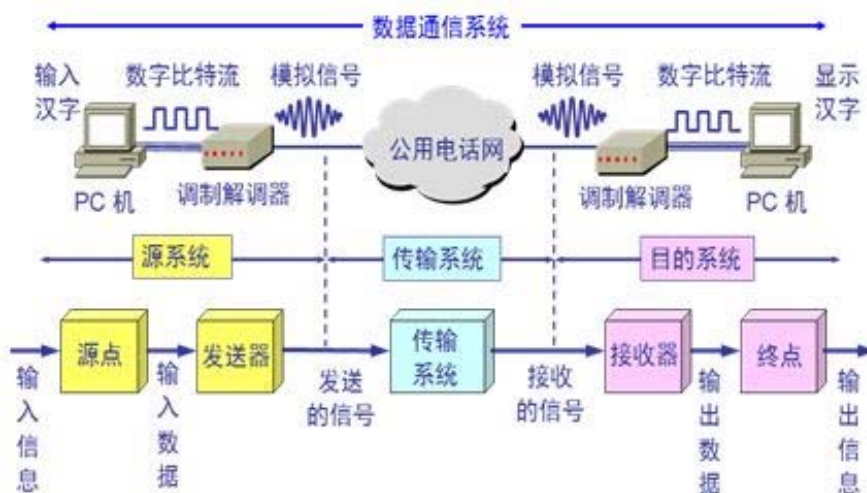 数据通信系统
输入
汉字
数字比特流
模拟信号
模拟信号
数字比特流
显示
汉字
公用电话网
PC 机
调制解调器
调制解调器
PC 机
源系统
传输系统
目的系统
源点
发送器
传输
系统
接收器
终点
输入信息
输入数据
发送
的信号
接收
的信号
输出数据
输出信息